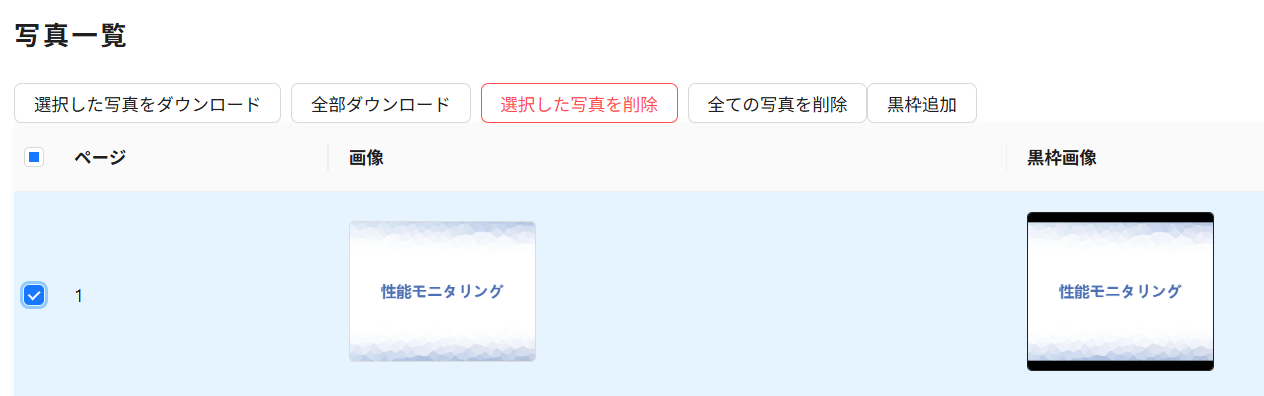 写真一覧
選択した写真をダウンロード 全部ダウンロード 選択した写真を削除 全ての写真を削除 黒枠追加
ページ 画像 黒枠画像
1 性能モニタリング 性能モニタリング